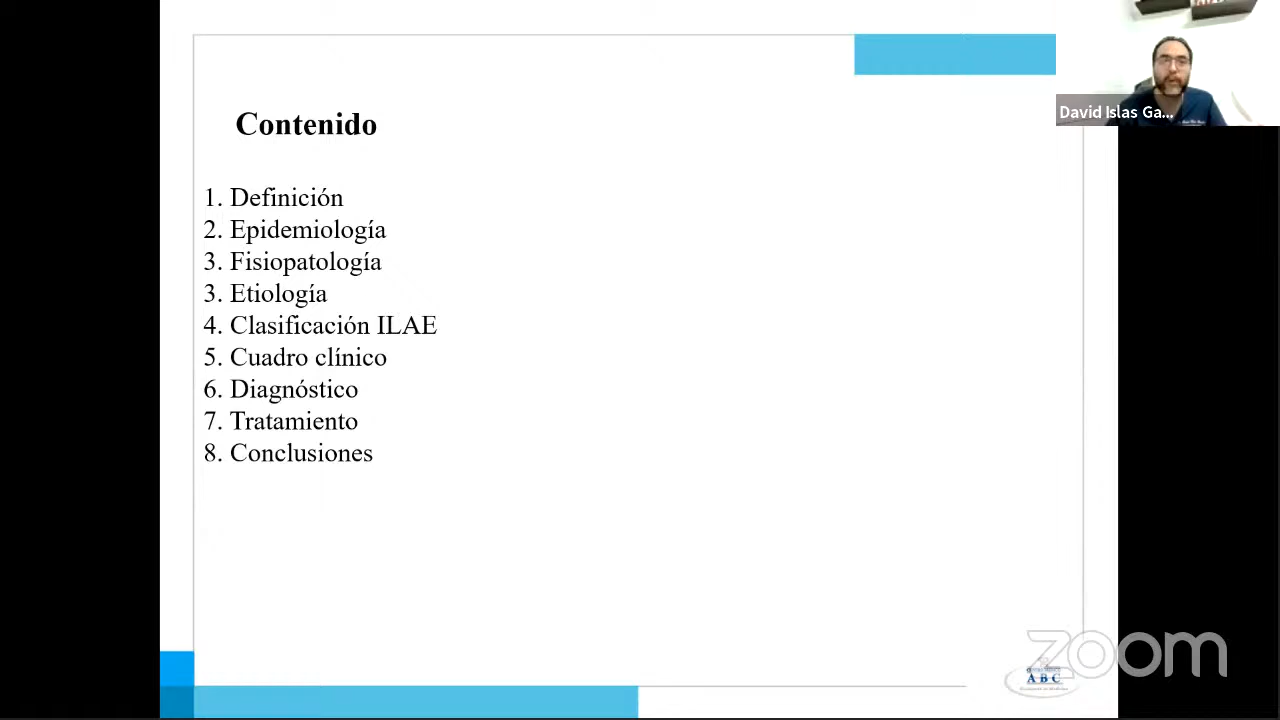 Contenido
1. Definición
2. Epidemiología
3. Fisiopatología
3. Etiología
4. Clasificación ILAE
5. Cuadro clínico
6. Diagnóstico
7. Tratamiento
8. Conclusiones
David Islas Ga...
zoom
ABC